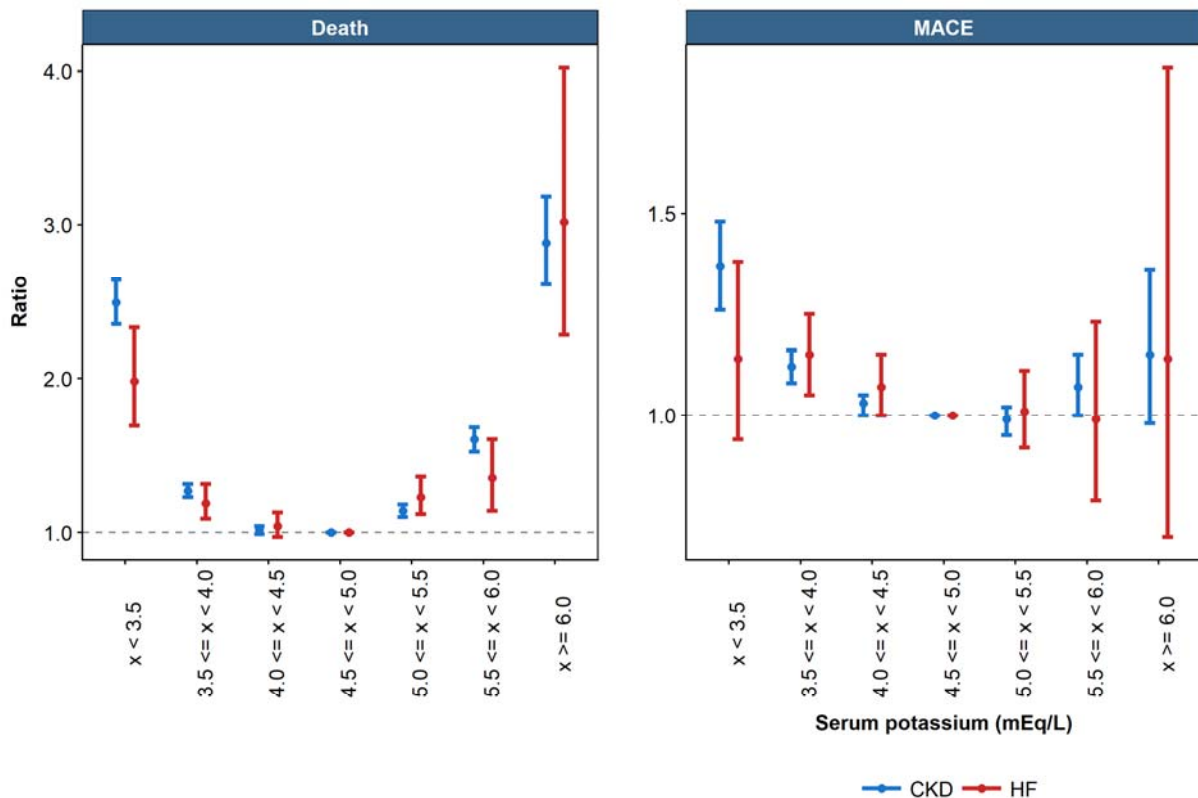 Death
MACE
Ratio
4.0
3.0
2.0
1.0
1.5
1.0
x < 3.5
3.5 <= x < 4.0
4.0 <= x < 4.5
4.5 <= x < 5.0
5.0 <= x < 5.5
5.5 <= x < 6.0
x >= 6.0
x < 3.5
3.5 <= x < 4.0
4.0 <= x < 4.5
4.5 <= x < 5.0
5.0 <= x < 5.5
5.5 <= x < 6.0
x >= 6.0
Serum potassium (mEq/L)
CKD HF